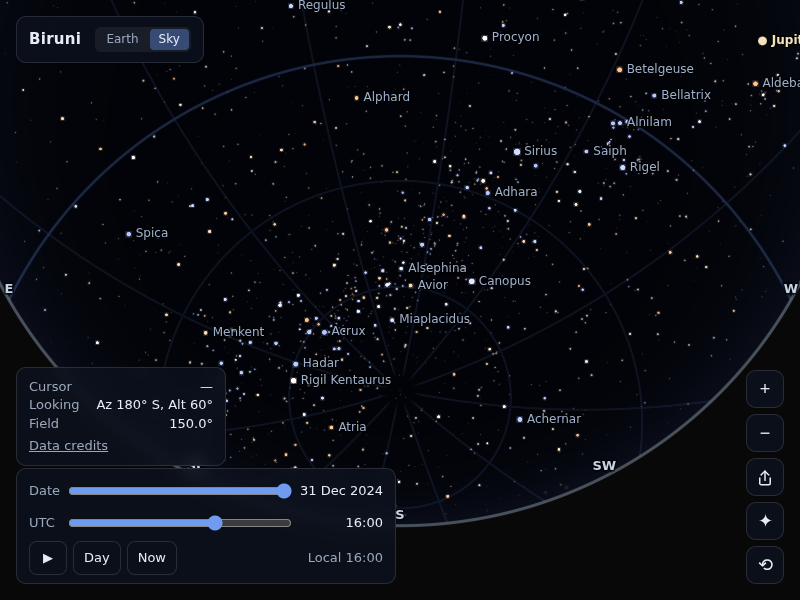 Regulus
Biruni Earth Sky
Procyon
Jupit
Betelgeuse
Aldeba
Bellatrix
Alphard
Alnilam
Sirius
Saiph
Rigel
Adhara
Spica
Alsephina
Avior
Canopus
E
W
Miaplacidus
Menkent
Acrux
Hadar
Rigil Kentaurus
Achernar
Atria
SW
S
Cursor —
Looking Az 180° S, Alt 60°
Field 150.0°
Data credits
Date 31 Dec 2024
UTC 16:00
▶ Day Now Local 16:00
+
−